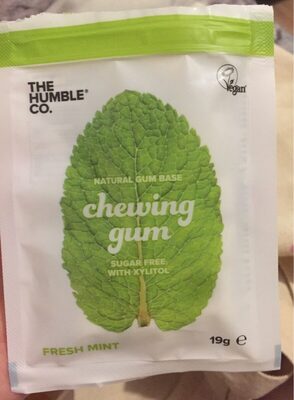 THE
HUMBLE®
CO.
Vegan
NATURAL GUM BASE
chewing
gum
SUGAR FREE:
WITH XYLITOL
FRESH MINT
19g ℮